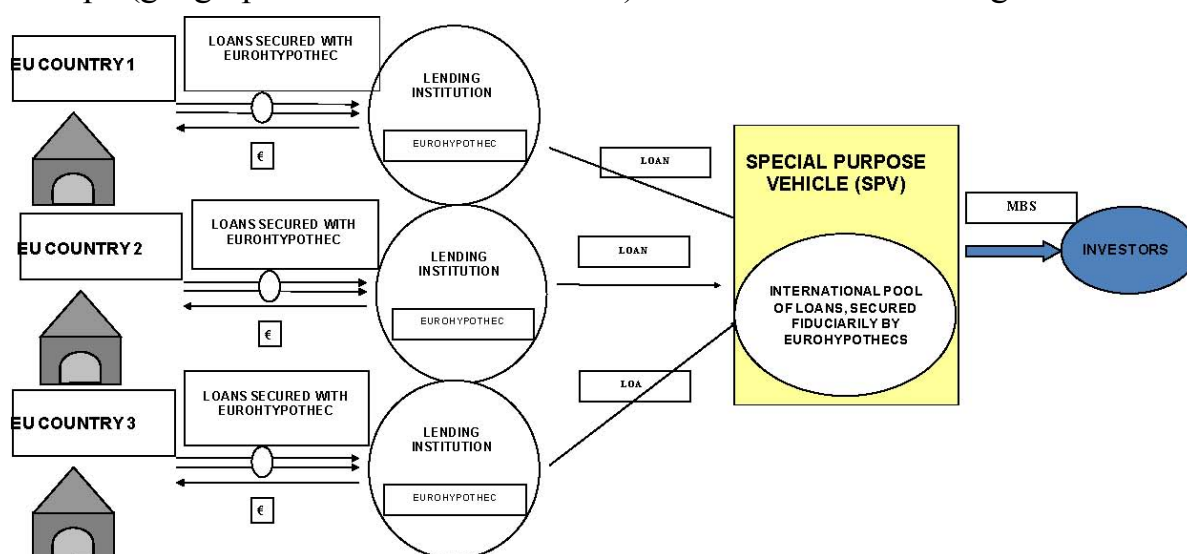 EU COUNTRY 1
LOANS SECURED WITH
EUROHTYPOTHEC
€
LENDING
INSTITUTION
EUROHYPOTHEC
LOAN
EU COUNTRY 2
LOANS SECURED WITH
EUROHTYPOTHEC
€
LENDING
INSTITUTION
EUROHYPOTHEC
LOAN
EU COUNTRY 3
LOANS SECURED WITH
EUROHTYPOTHEC
€
LENDING
INSTITUTION
EUROHYPOTHEC
LOA
SPECIAL PURPOSE
VEHICLE (SPV)
INTERNATIONAL POOL
OF LOANS, SECURED
FIDUCIARILY BY
EUROHYPOTHECS
MBS
INVESTORS